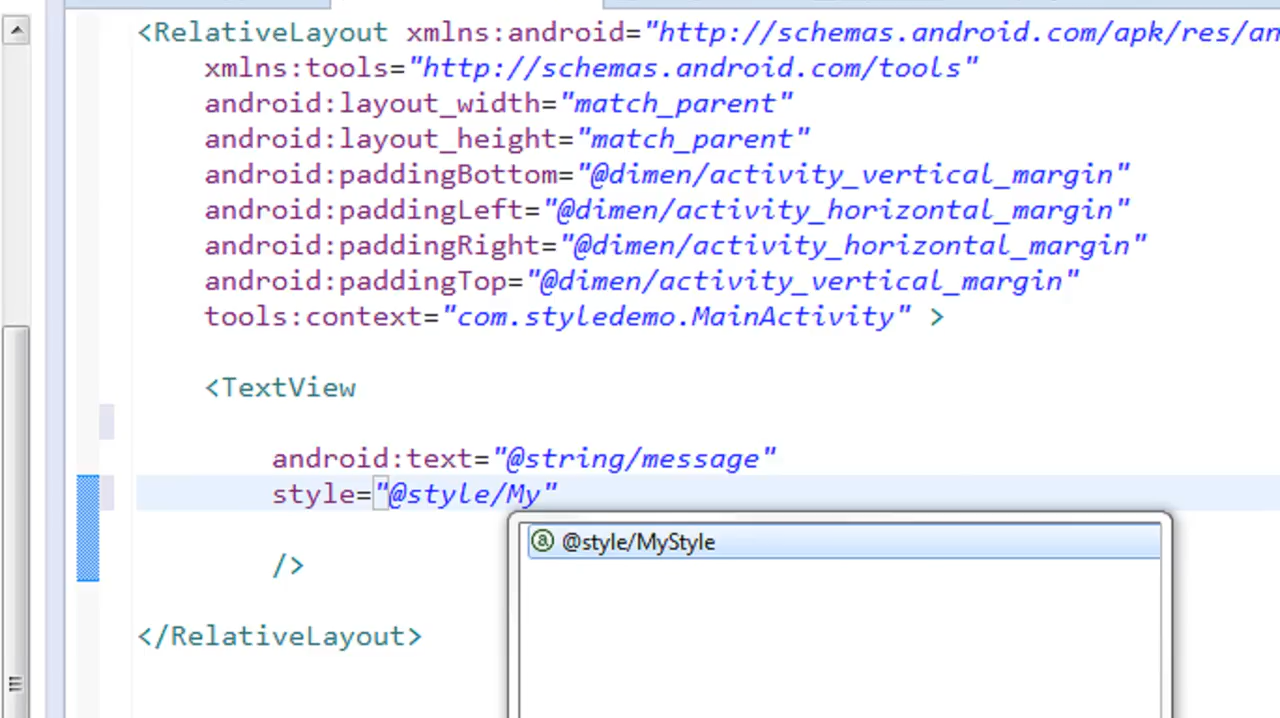 <RelativeLayout xmlns:android="http://schemas.android.com/apk/res/an
xmlns:tools="http://schemas.android.com/tools"
android:layout_width="match_parent"
android:layout_height="match_parent"
android:paddingBottom="@dimen/activity_vertical_margin"
android:paddingLeft="@dimen/activity_horizontal_margin"
android:paddingRight="@dimen/activity_horizontal_margin"
android:paddingTop="@dimen/activity_vertical_margin"
tools:context="com.styledemo.MainActivity" >
<TextView
android:text="@string/message"
style="@style/My"
@style/MyStyle
/>
</RelativeLayout>